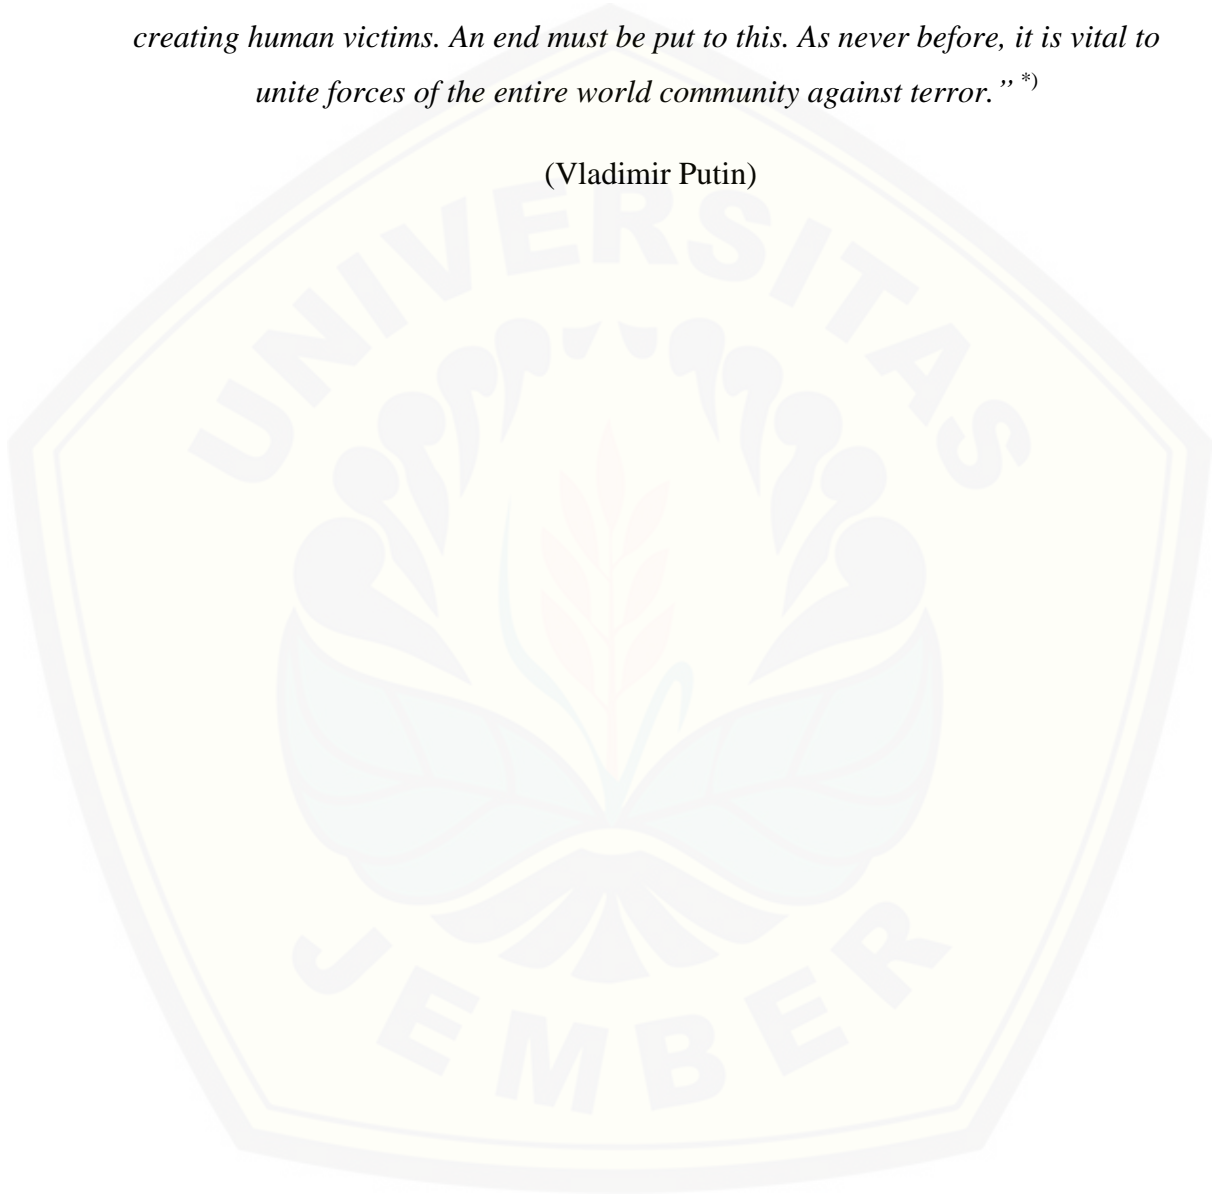 creating human victims. An end must be put to this. As never before, it is vital to
unite forces of the entire world community against terror.” *)
(Vladimir Putin)
UNIVERSITAS
JEMBER